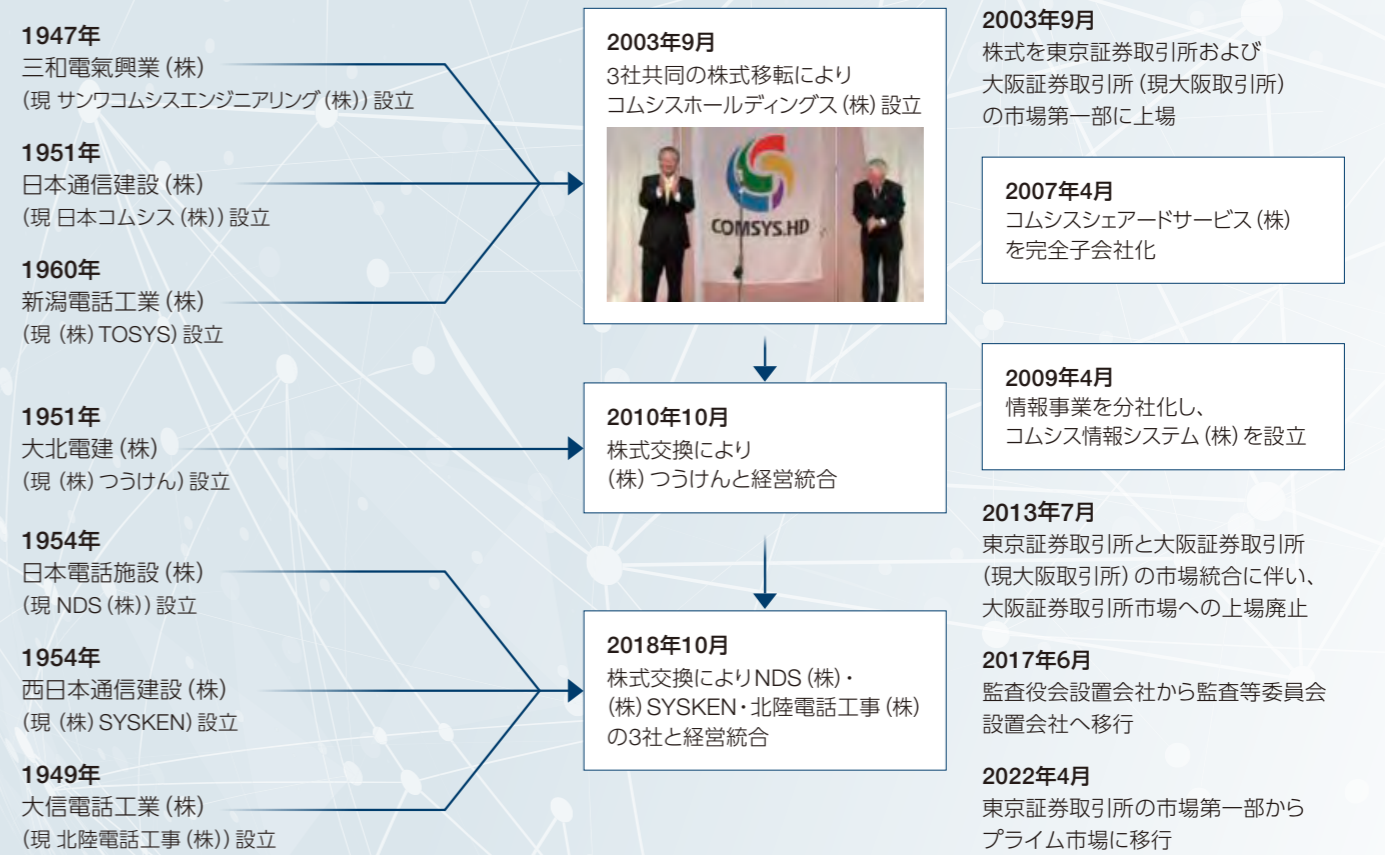 1947年
三和電氣興業(株)
(現 サンワコムシスエンジニアリング(株))設立
1951年
日本通信建設(株)
(現 日本コムシス(株))設立
1960年
新潟電話工業(株)
(現 (株)TOSYS)設立
1951年
大北電建(株)
(現 (株)つうけん)設立
1954年
日本電話施設(株)
(現 NDS(株))設立
1954年
西日本通信建設(株)
(現 (株)SYSKEN)設立
1949年
大信電話工業(株)
(現 北陸電話工事(株))設立
2003年9月
3社共同の株式移転により
コムシスホールディングス(株)設立
COMSYS.HD
2010年10月
株式交換により
(株)つうけんと経営統合
2018年10月
株式交換によりNDS(株)・
(株)SYSKEN・北陸電話工事(株)
の3社と経営統合
2003年9月
株式を東京証券取引所および
大阪証券取引所(現大阪取引所)
の市場第一部に上場
2007年4月
コムシスシェアードサービス(株)
を完全子会社化
2009年4月
情報事業を分社化し、
コムシス情報システム(株)を設立
2013年7月
東京証券取引所と大阪証券取引所
(現大阪取引所)の市場統合に伴い、
大阪証券取引所市場への上場廃止
2017年6月
監査役会設置会社から監査等委員会
設置会社へ移行
2022年4月
東京証券取引所の市場第一部から
プライム市場に移行